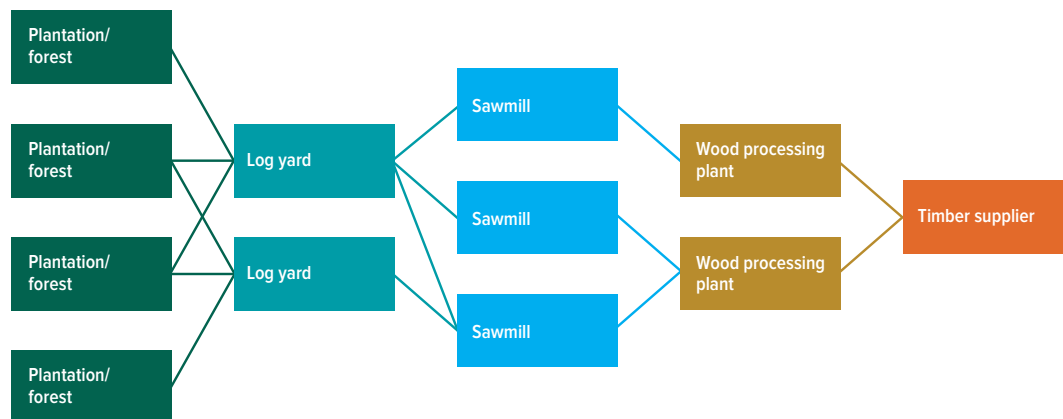 Plantation/
forest
Plantation/
forest
Plantation/
forest
Plantation/
forest
Log yard
Log yard
Sawmill
Sawmill
Sawmill
Wood processing
plant
Wood processing
plant
Timber supplier